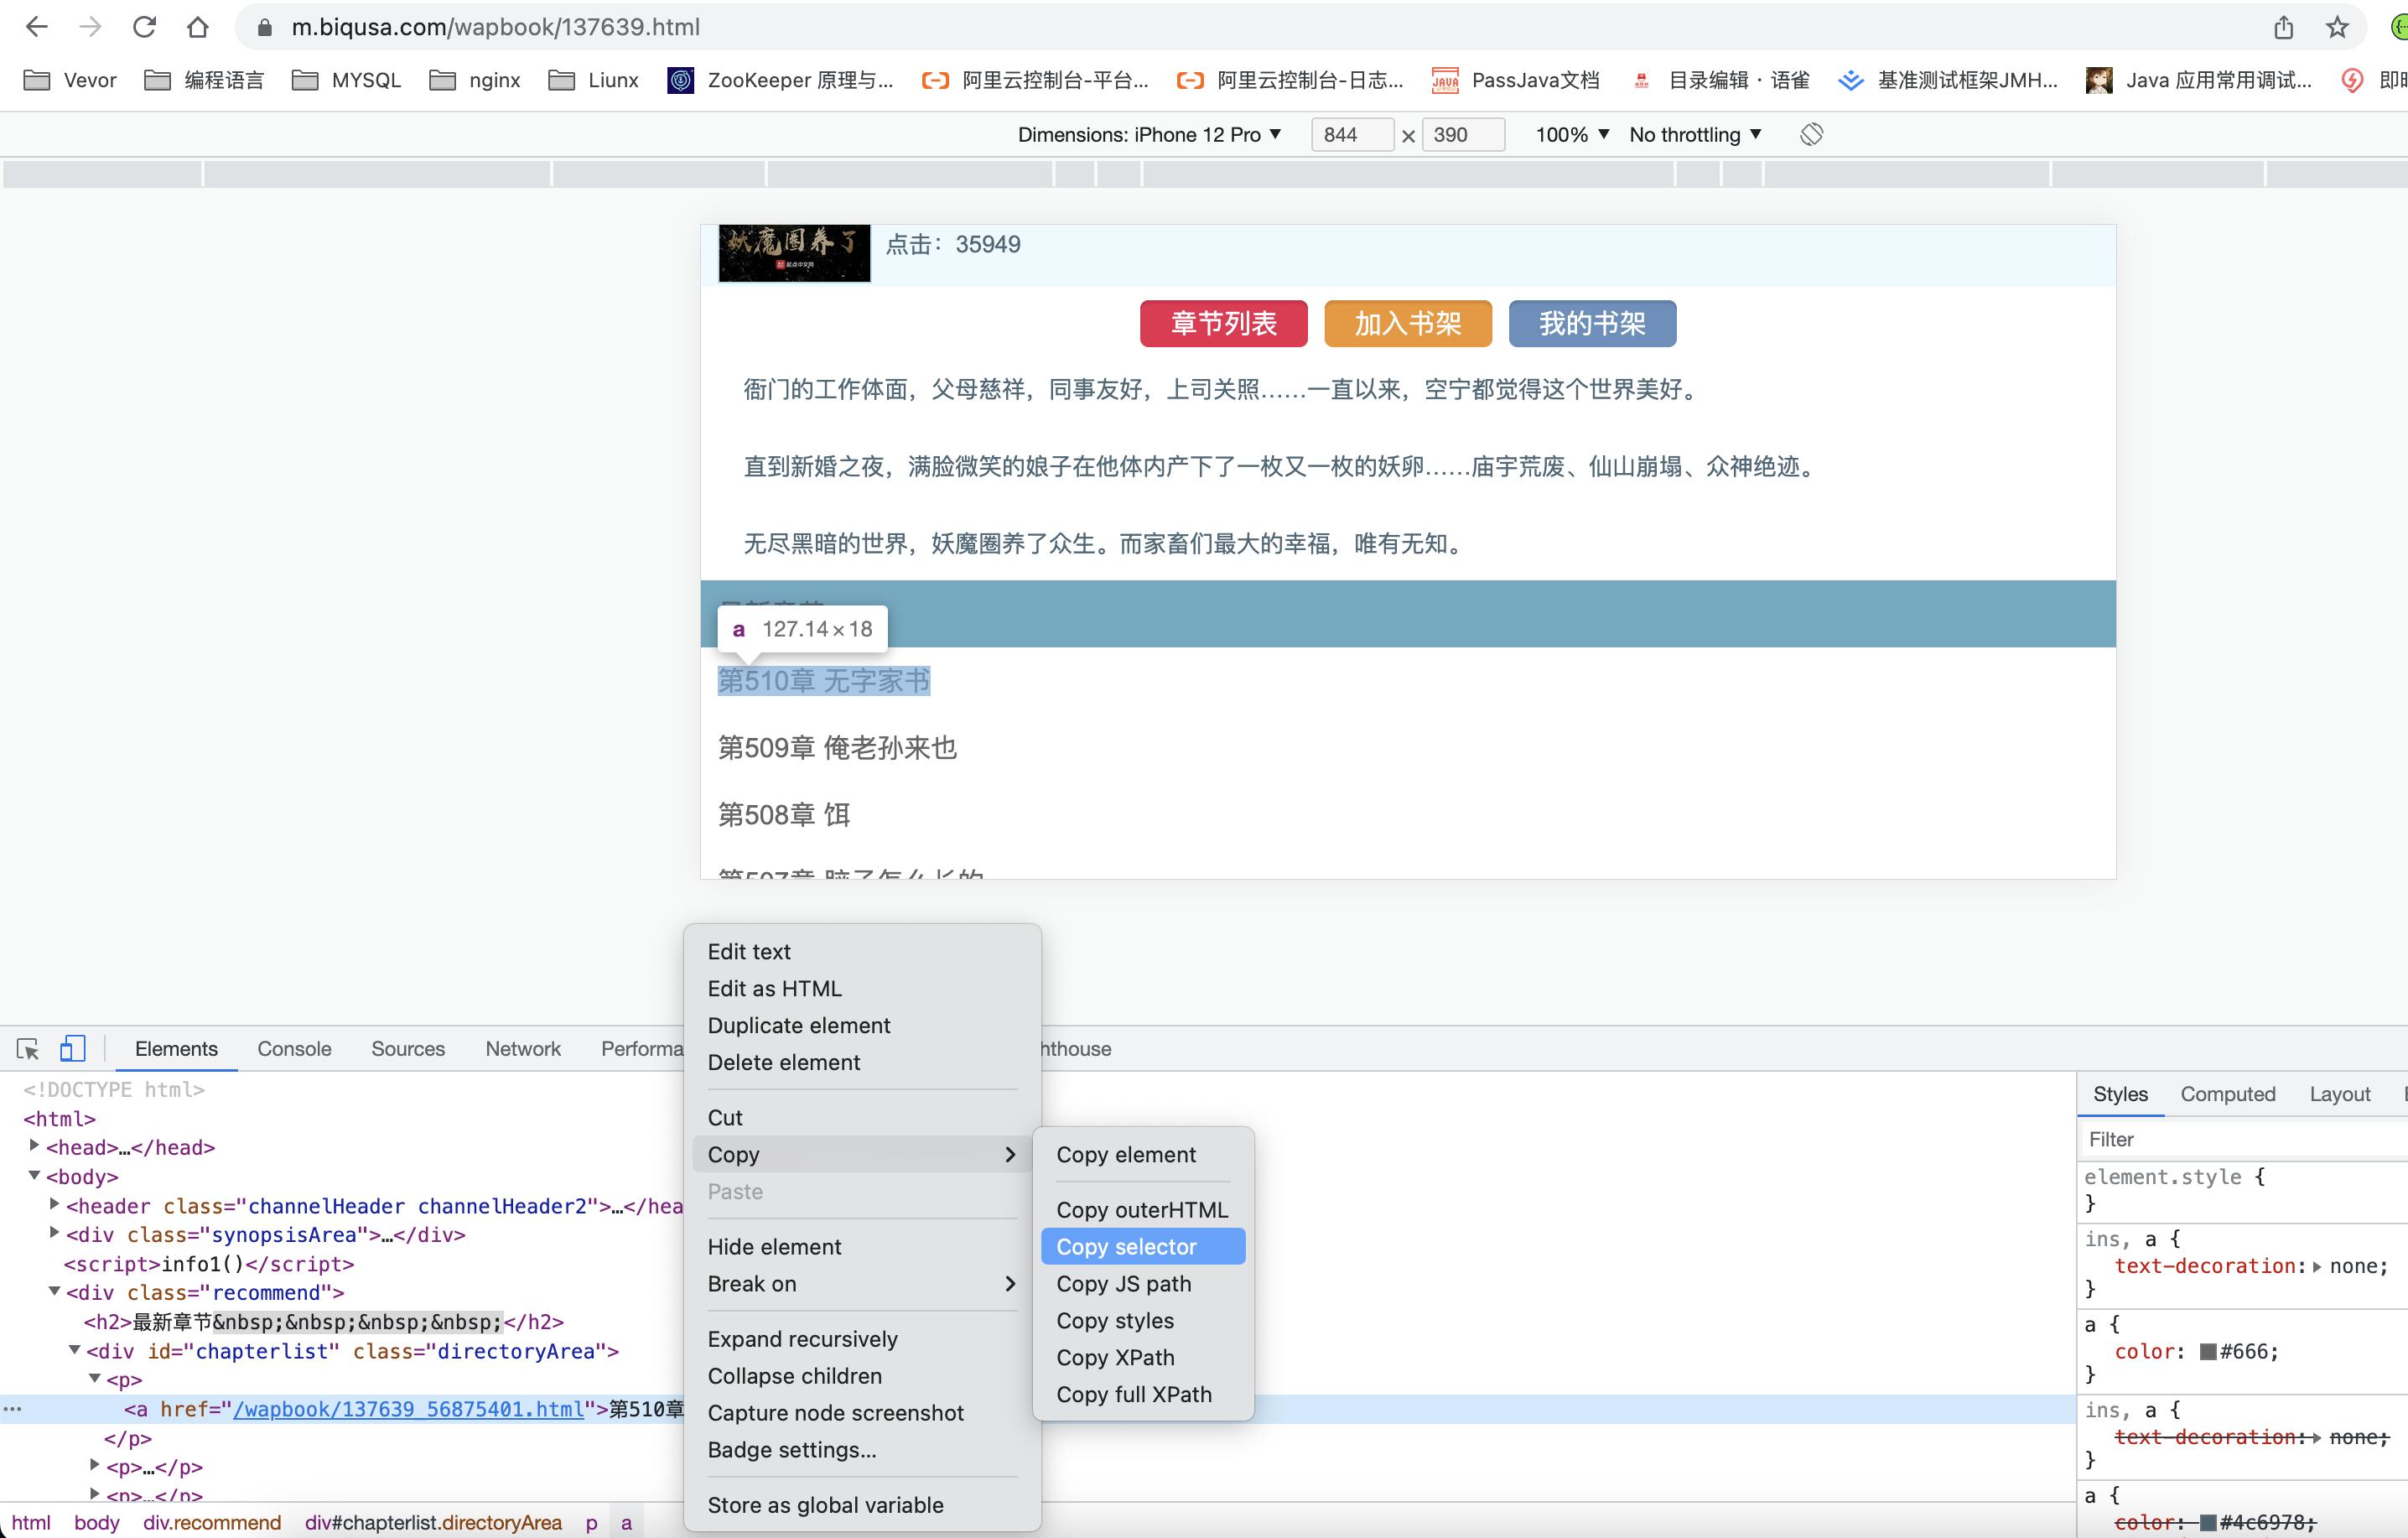 m.biqusa.com/wapbook/137639.html
Vevor 编程语言 MYSQL nginx Liunx ZooKeeper 原理与... 阿里云控制台-平台... 阿里云控制台-日志... PassJava文档 目录编辑 · 语雀 基准测试框架JMH... Java 应用常用调试...
Dimensions: iPhone 12 Pro ▼ 844 × 390 100% ▼ No throttling ▼
妖魔圈养了
起点中文网
点击：35949
章节列表 加入书架 我的书架
衙门的工作体面，父母慈祥，同事友好，上司关照......一直以来，空宁都觉得这个世界美好。
直到新婚之夜，满脸微笑的娘子在他体内产下了一枚又一枚的妖卵......庙宇荒废、仙山崩塌、众神绝迹。
无尽黑暗的世界，妖魔圈养了众生。而家畜们最大的幸福，唯有无知。
a 127.14×18
第510章 无字家书
第509章 俺老孙来也
第508章 饵
Edit text
Edit as HTML
Duplicate element
Delete element
Cut
Copy
Paste
Hide element
Break on
Expand recursively
Collapse children
Capture node screenshot
Badge settings...
Store as global variable
Copy element
Copy outerHTML
Copy selector
Copy JS path
Copy styles
Copy XPath
Copy full XPath
Elements Console Sources Network Performa hthouse
<!DOCTYPE html>
<html>
<head>…</head>
<body>
<header class="channelHeader channelHeader2">…</hea
<div class="synopsisArea">…</div>
<script>info1()</script>
<div class="recommend">
<h2>最新章节&nbsp;&nbsp;&nbsp;&nbsp;</h2>
<div id="chapterlist" class="directoryArea">
<p>
<a href="/wapbook/137639_56875401.html">第510章
</p>
<p>…</p>
<p>…</p>
html body div.recommend div#chapterlist.directoryArea p a
Styles Computed Layout
Filter
element.style {
}
ins, a {
text-decoration: none;
}
a {
color: #666;
}
ins, a {
text-decoration: none;
}
a {
color: #4c6978;